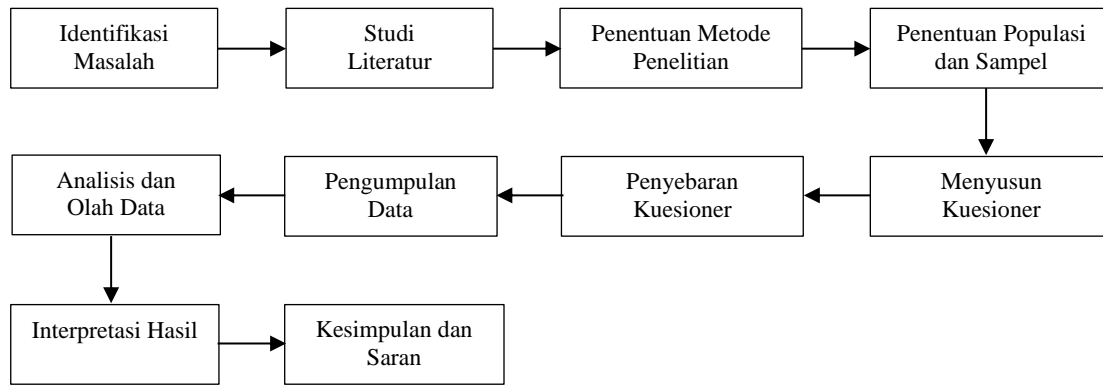 Identifikasi
Masalah
Studi
Literatur
Penentuan Metode
Penelitian
Penentuan Populasi
dan Sampel
Menyusun
Kuesioner
Penyebaran
Kuesioner
Pengumpulan
Data
Analisis dan
Olah Data
Interpretasi Hasil
Kesimpulan dan
Saran